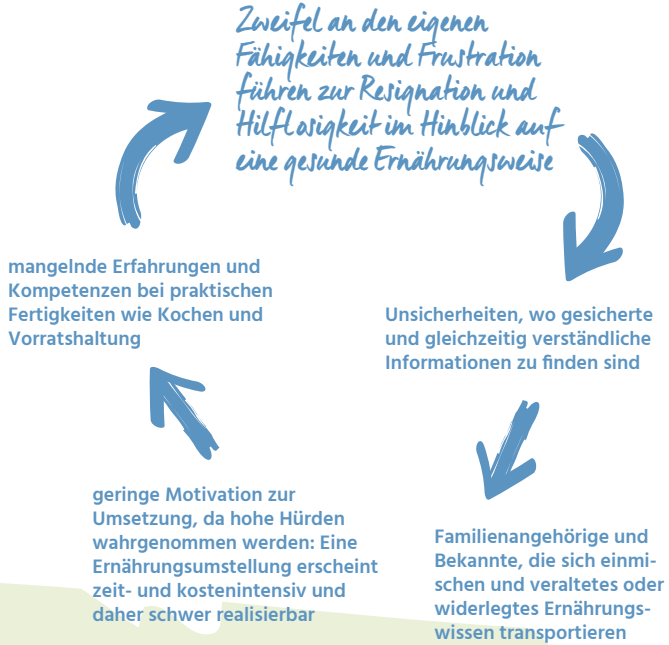 Zweifel an den eigenen
Fähigkeiten und Frustration
führen zur Resignation und
Hilflosigkeit im Hinblick auf
eine gesunde Ernährungsweise
mangelnde Erfahrungen und
Kompetenzen bei praktischen
Fertigkeiten wie Kochen und
Vorratshaltung
Unsicherheiten, wo gesicherte
und gleichzeitig verständliche
Informationen zu finden sind
geringe Motivation zur
Umsetzung, da hohe Hürden
wahrgenommen werden: Eine
Ernährungsumstellung erscheint
zeit- und kostenintensiv und
daher schwer realisierbar
Familienangehörige und
Bekannte, die sich einmi-
schen und veraltetes oder
widerlegtes Ernährungs-
wissen transportieren